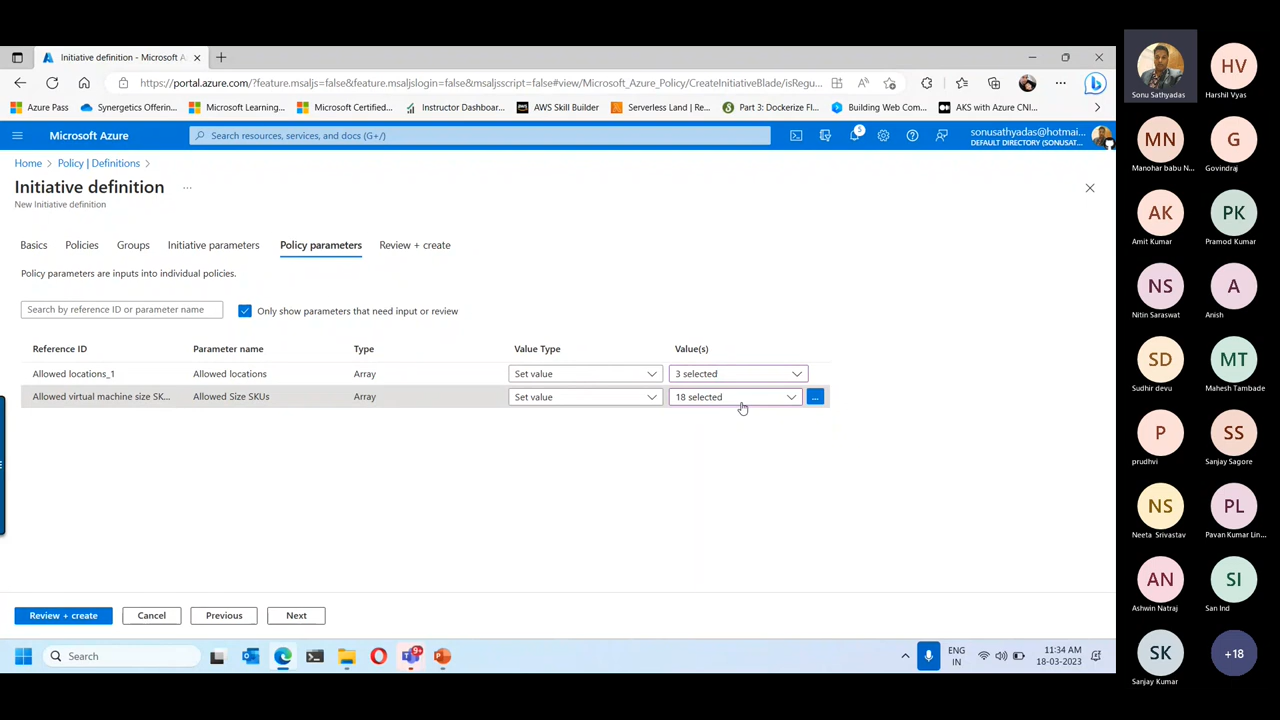 Initiative definition - Microsoft A
https://portal.azure.com/?feature.msaljs=false&feature.msaljslogin=false&msaljsscript=false#view/Microsoft_Azure_Policy/CreateInitiativeBlade/isRegu...
Azure Pass
Synergetics Offerin...
Microsoft Learning...
Microsoft Certified...
Instructor Dashboar...
AWS Skill Builder
Serverless Land | Re...
Part 3: Dockerize Fl...
Building Web Com...
AKS with Azure CNI...
Microsoft Azure
Search resources, services, and docs (G+/)
5
sonusathyadas@hotmai...
DEFAULT DIRECTORY (SONUSAT...
Home > Policy | Definitions >
Initiative definition ...
New Initiative definition
Basics
Policies
Groups
Initiative parameters
Policy parameters
Review + create
Policy parameters are inputs into individual policies.
Search by reference ID or parameter name
Only show parameters that need input or review
Reference ID Parameter name Type Value Type Value(s)
Allowed locations_1 Allowed locations Array Set value 3 selected
Allowed virtual machine size SK... Allowed Size SKUs Array Set value 18 selected ...
Review + create
Cancel
Previous
Next
Search
9+
ENG
IN
11:34 AM
18-03-2023
Sonu Sathyadas
HV
Harshil Vyas
MN
Manohar babu N...
G
Govindraj
AK
Amit Kumar
PK
Pramod Kumar
NS
Nitin Saraswat
A
Anish
SD
Sudhir devu
MT
Mahesh Tambade
P
prudhvi
SS
Sanjay Sagore
NS
Neeta Srivastav
PL
Pavan Kumar Lin...
AN
Ashwin Natraj
SI
San Ind
SK
Sanjay Kumar
+18